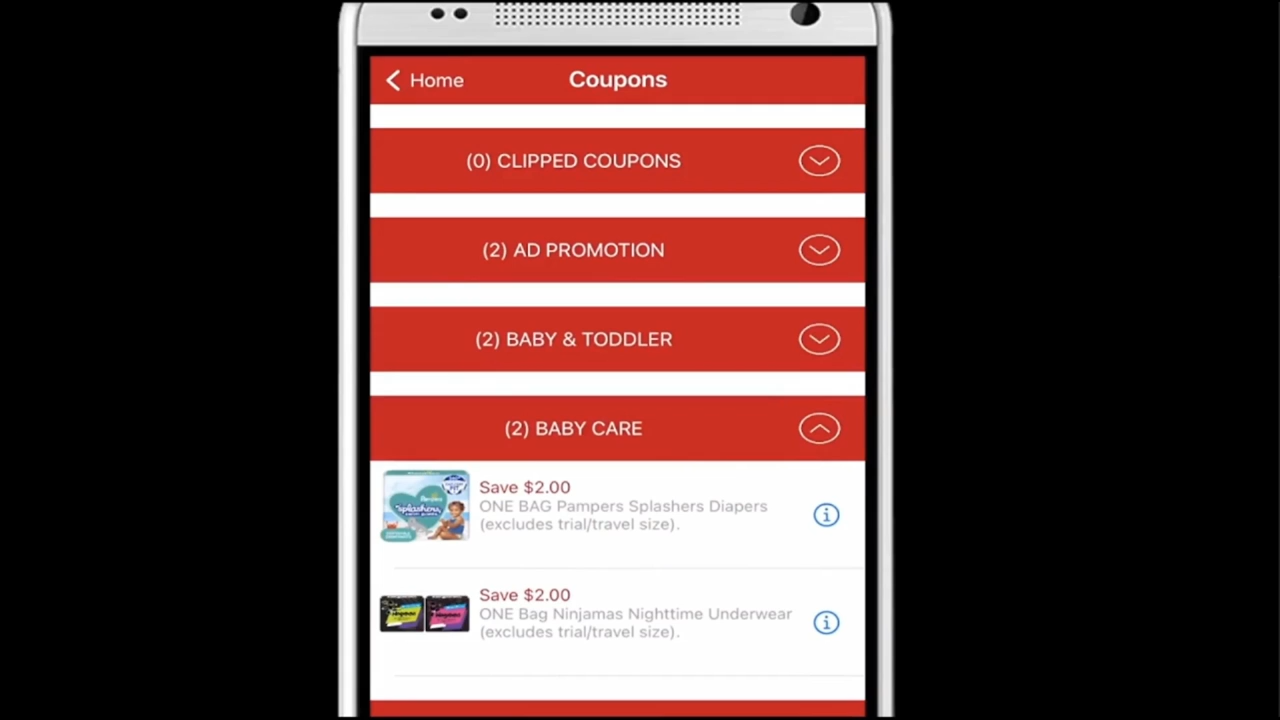 Home
Coupons
(0) CLIPPED COUPONS
(2) AD PROMOTION
(2) BABY & TODDLER
(2) BABY CARE
splashers
Save $2.00
ONE BAG Pampers Splashers Diapers
(excludes trial/travel size).
Save $2.00
ONE Bag Ninjamas Nighttime Underwear
(excludes trial/travel size).